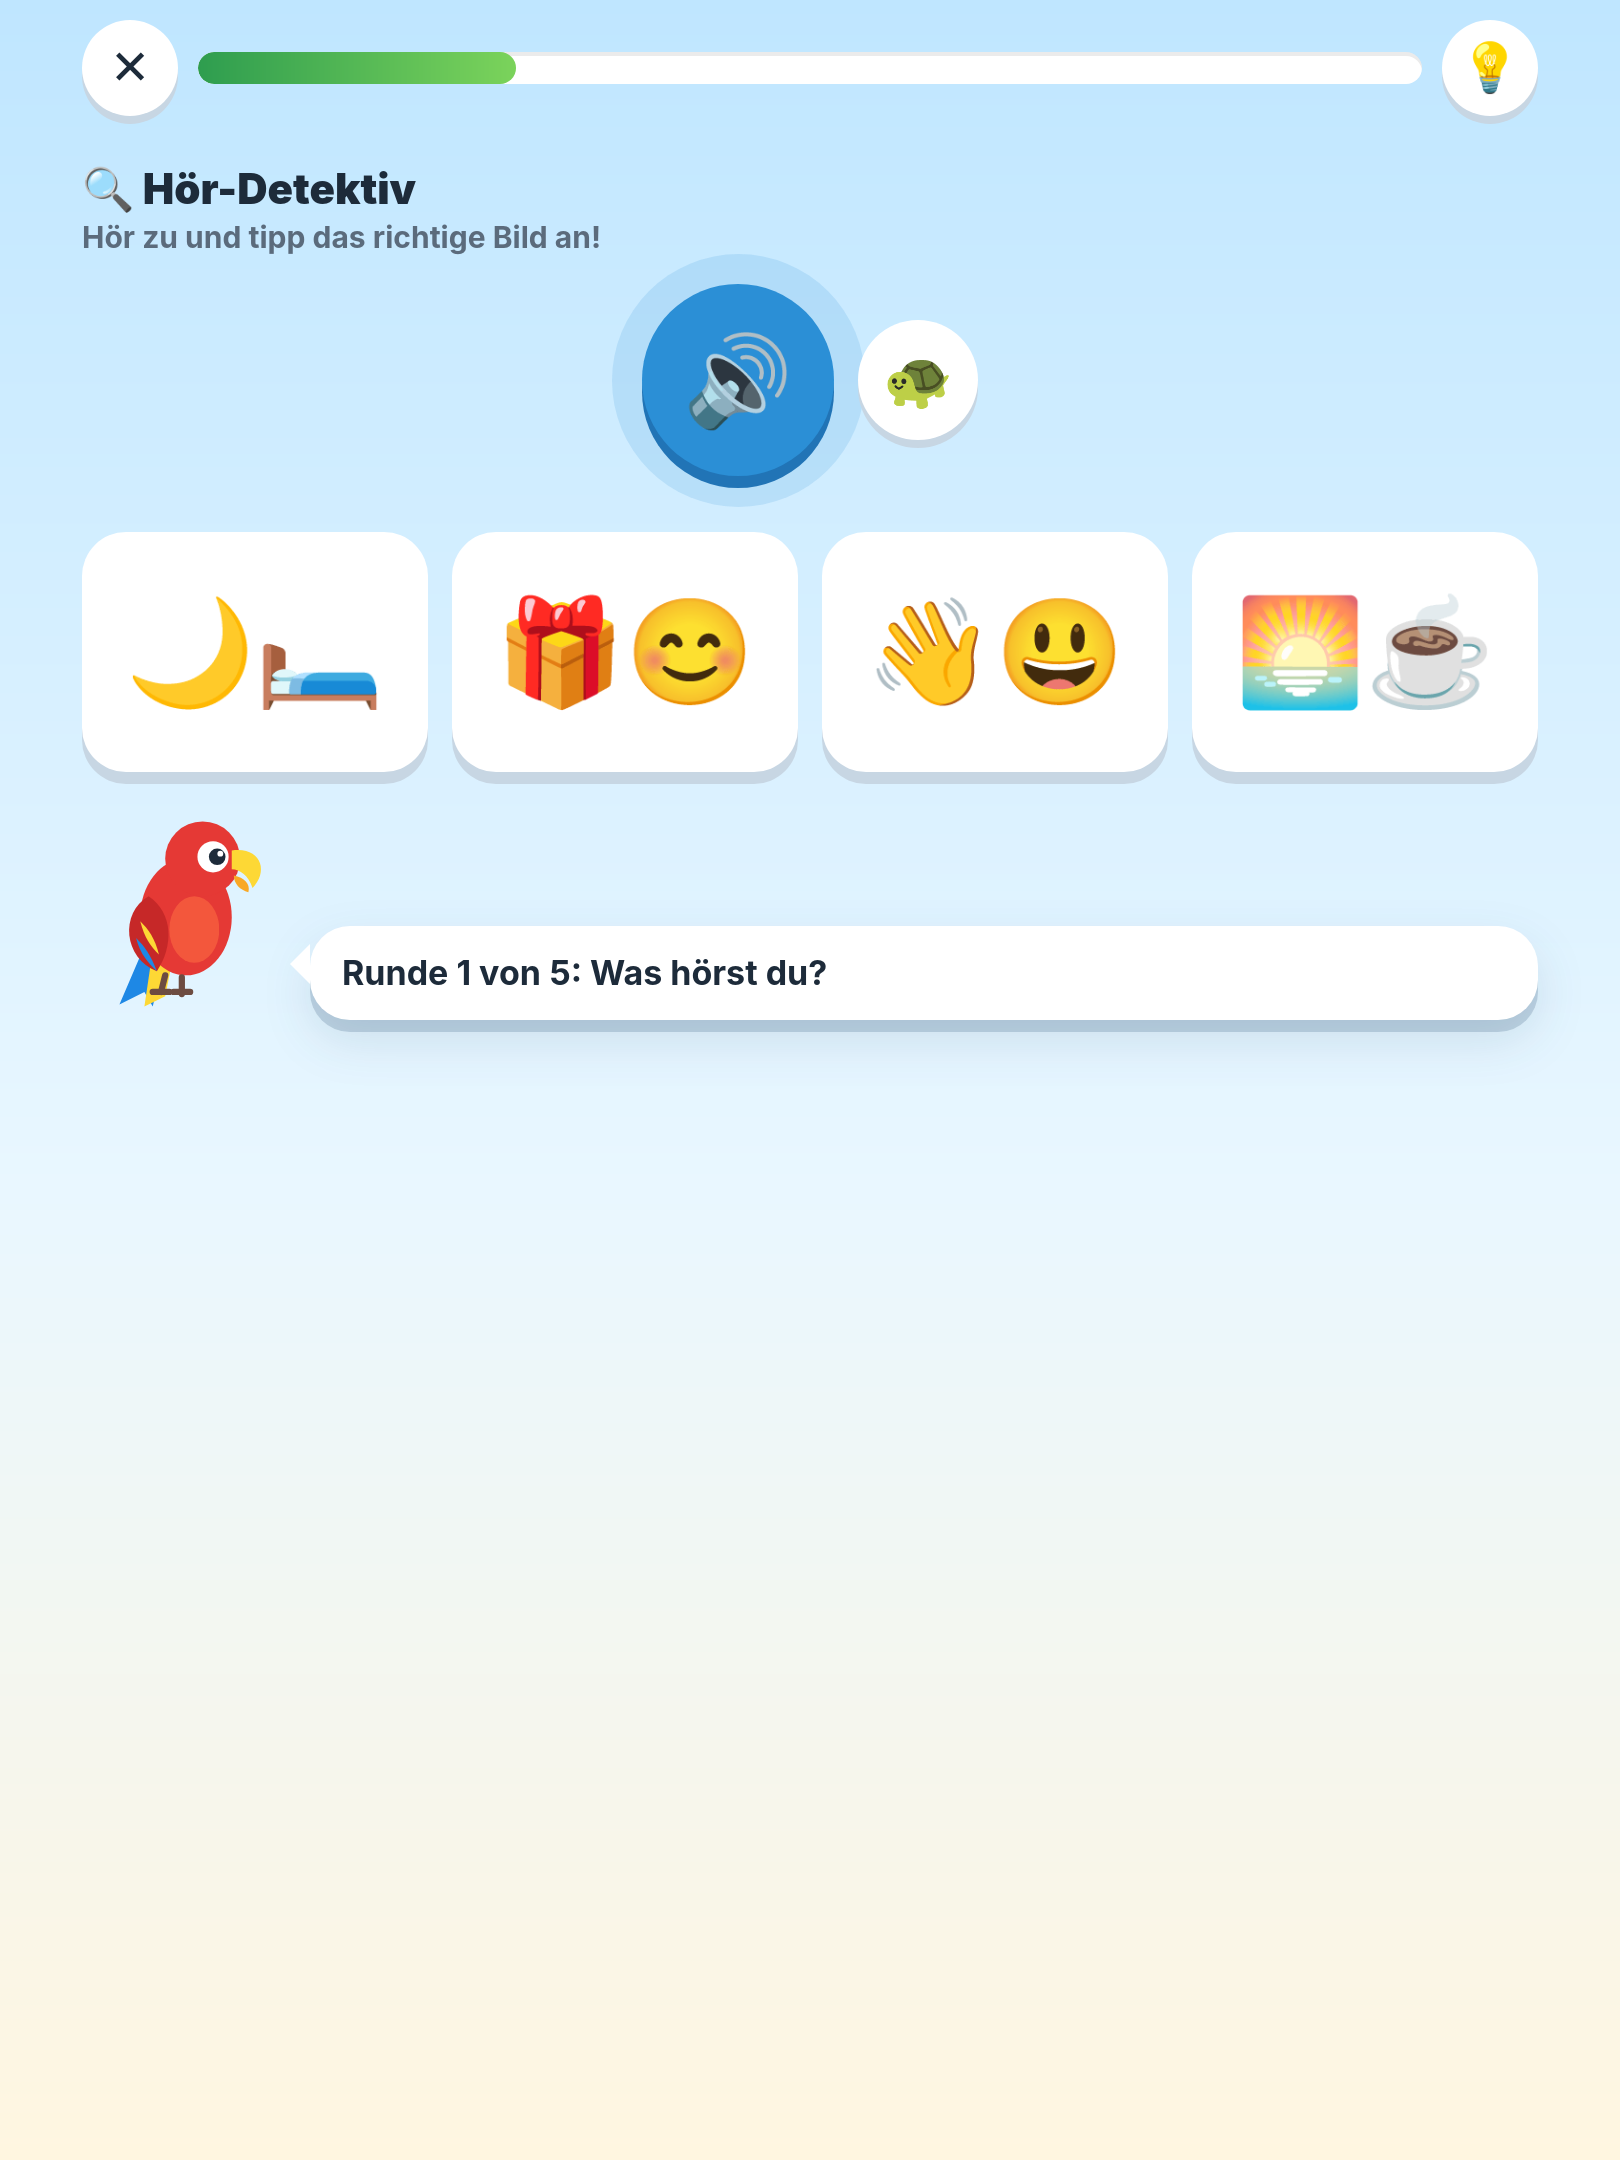 Hör-Detektiv
Hör zu und tipp das richtige Bild an!
Runde 1 von 5: Was hörst du?